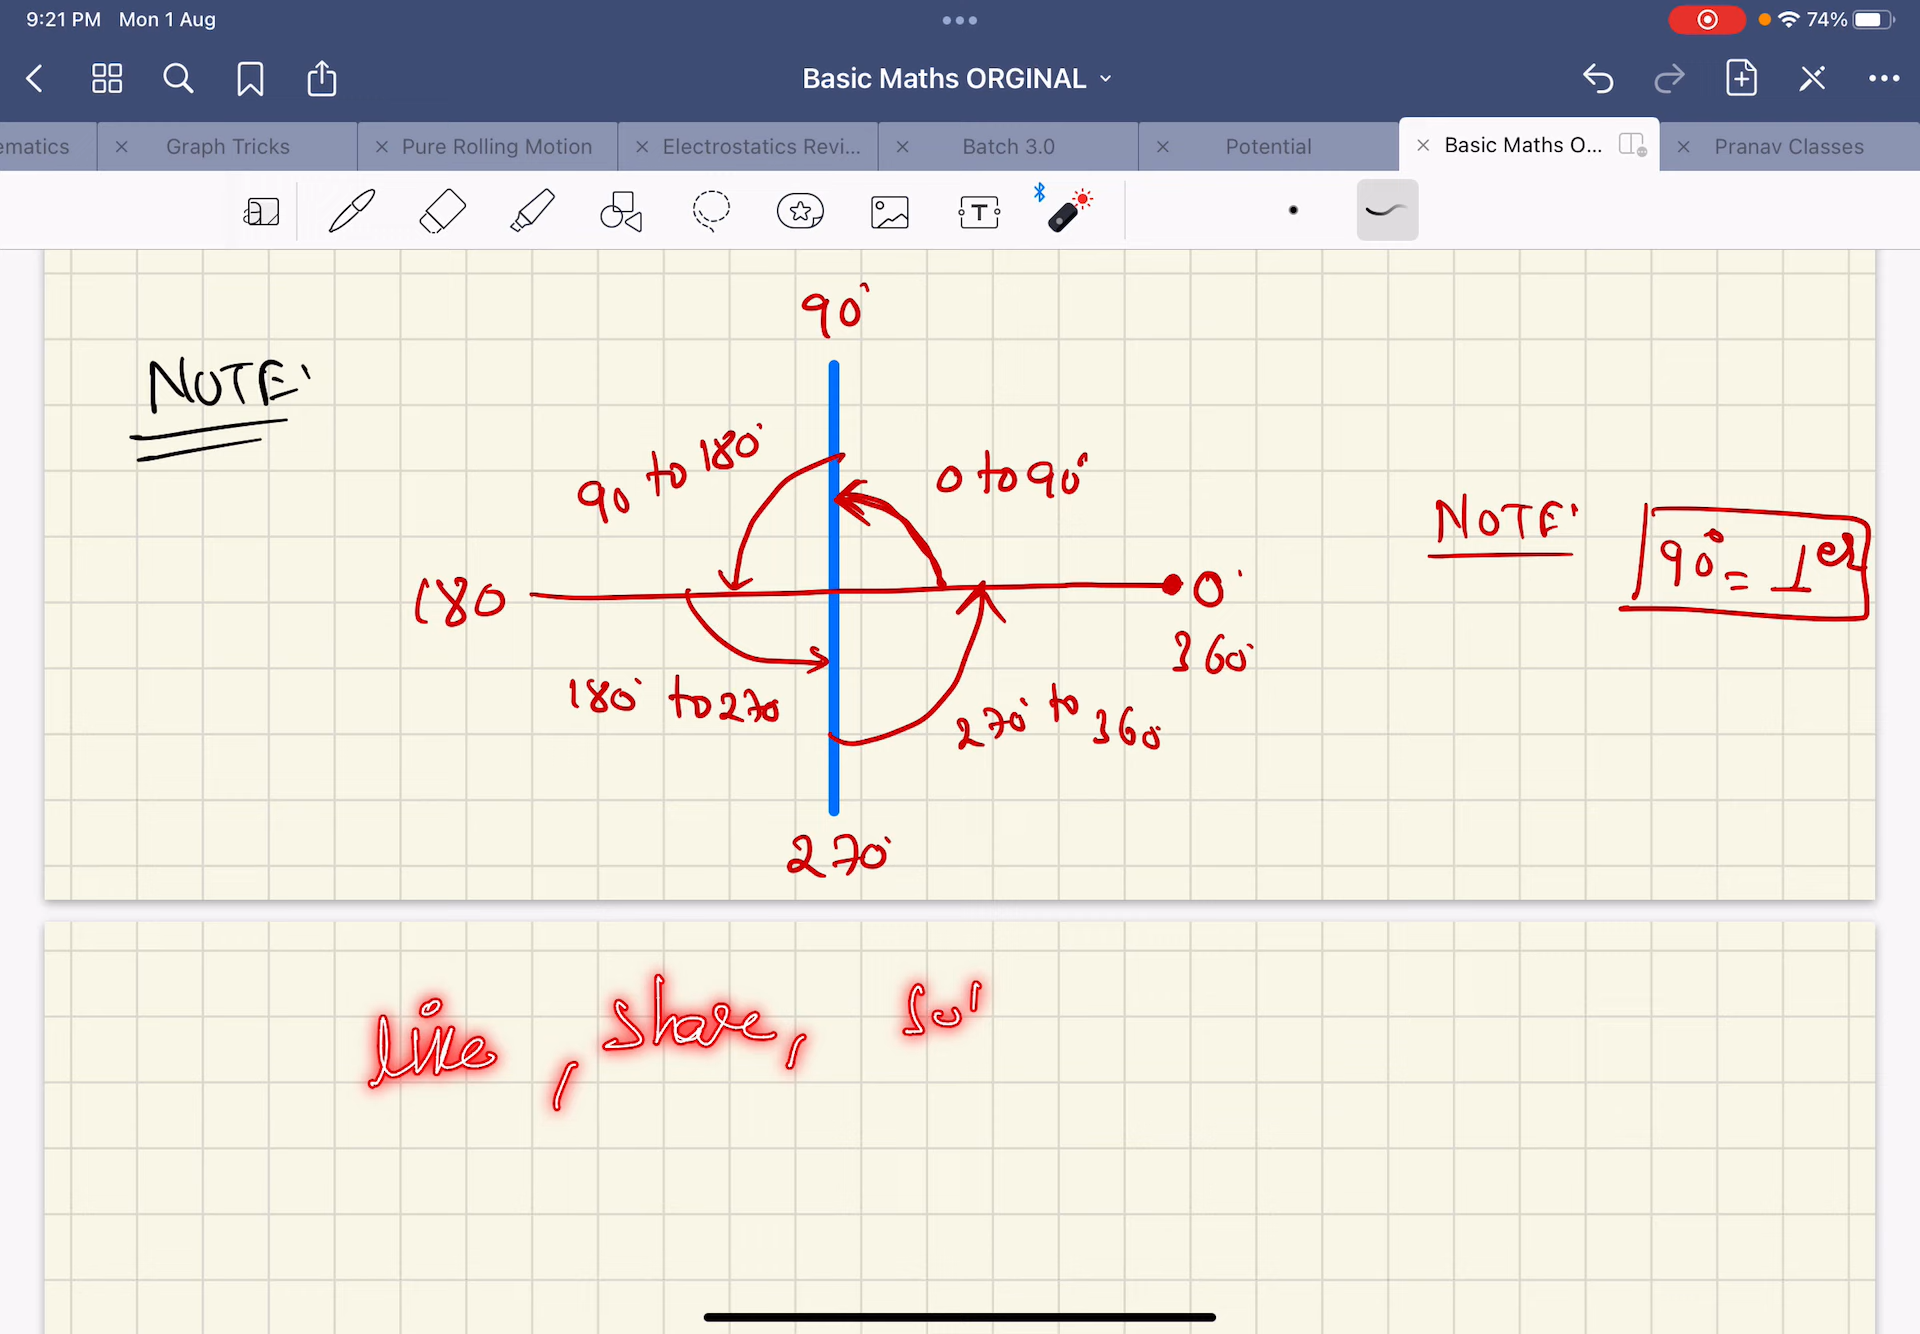 9:21 PM Mon 1 Aug
74%
Basic Maths ORGINAL
ematics
Graph Tricks
Pure Rolling Motion
Electrostatics Revi...
Batch 3.0
Potential
Basic Maths O...
Pranav Classes
T
90°
NOTE:
90 to 180°
0 to 90°
NOTE:
90° = 1er
180
0°
360°
180° to 270
270° to 360°
270°
like, share, su